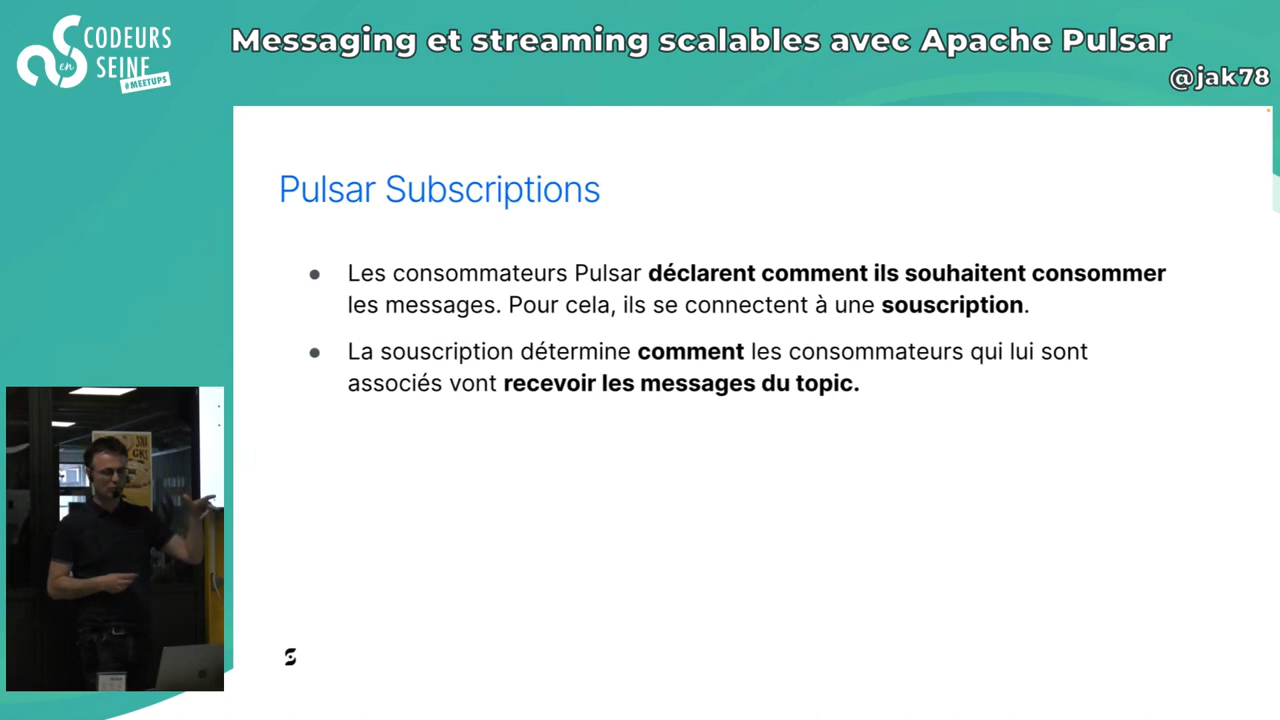 CODEURS
en
SEINE
#MEETUPS
Messaging et streaming scalables avec Apache Pulsar
@jak78
Pulsar Subscriptions
● Les consommateurs Pulsar déclarent comment ils souhaitent consommer
les messages. Pour cela, ils se connectent à une souscription.
● La souscription détermine comment les consommateurs qui lui sont
associés vont recevoir les messages du topic.